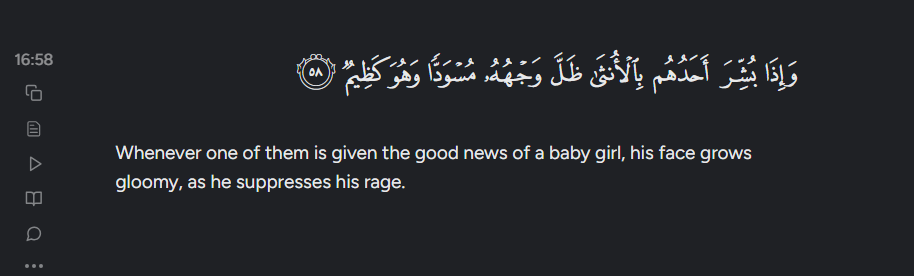 16:58
وَإِذَا بُشِّرَ أَحَدُهُم بِٱلْأُنثَىٰ ظَلَّ وَجْهُهُۥ مُسْوَدًّا وَهُوَ كَظِيمٌ ٥٨
Whenever one of them is given the good news of a baby girl, his face grows
gloomy, as he suppresses his rage.